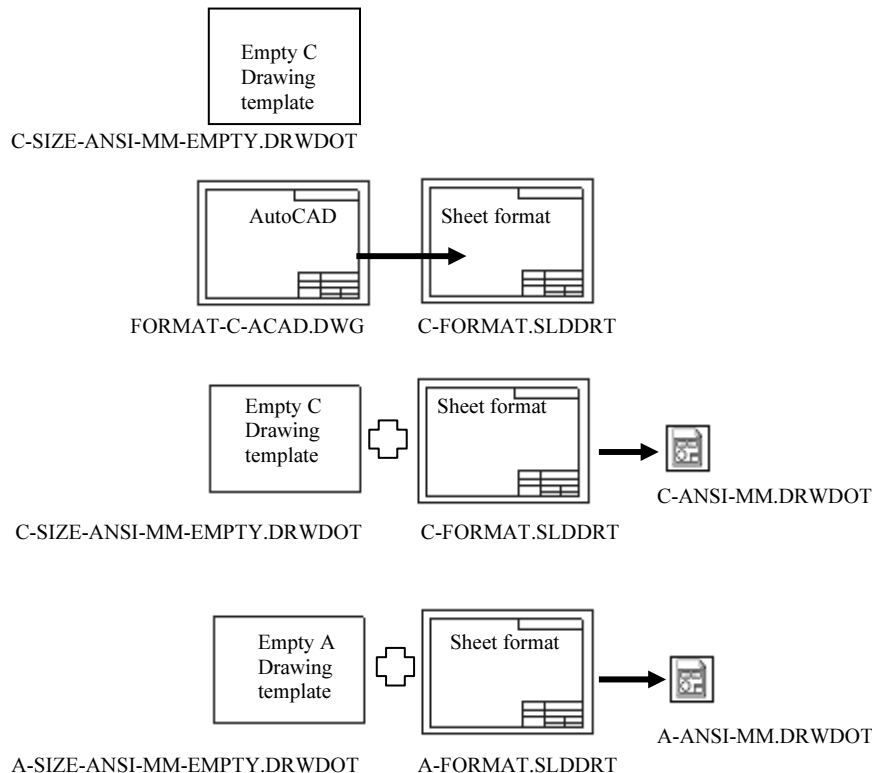 Empty C
Drawing
template
C-SIZE-ANSI-MM-EMPTY.DRWDOT
AutoCAD
Sheet format
FORMAT-C-ACAD.DWG
C-FORMAT.SLDDRT
Empty C
Drawing
template
Sheet format
C-ANSI-MM.DRWDOT
C-SIZE-ANSI-MM-EMPTY.DRWDOT
C-FORMAT.SLDDRT
Empty A
Drawing
template
Sheet format
A-ANSI-MM.DRWDOT
A-SIZE-ANSI-MM-EMPTY.DRWDOT
A-FORMAT.SLDDRT